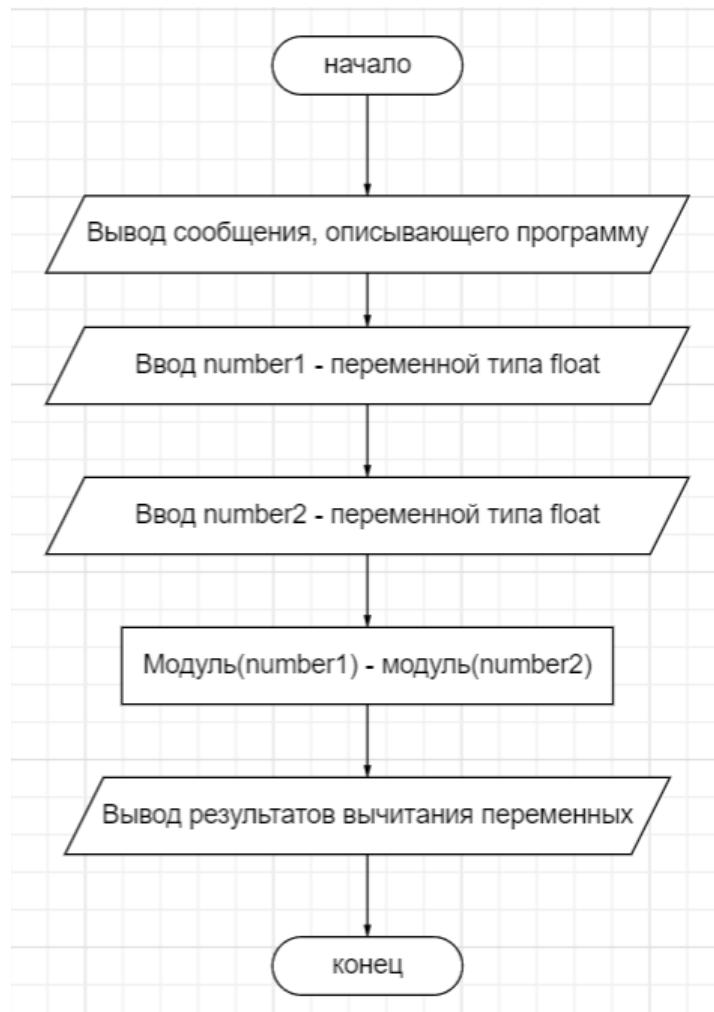 начало
Вывод сообщения, описывающего программу
Ввод number1 - переменной типа float
Ввод number2 - переменной типа float
Модуль(number1) - модуль(number2)
Вывод результатов вычитания переменных
конец